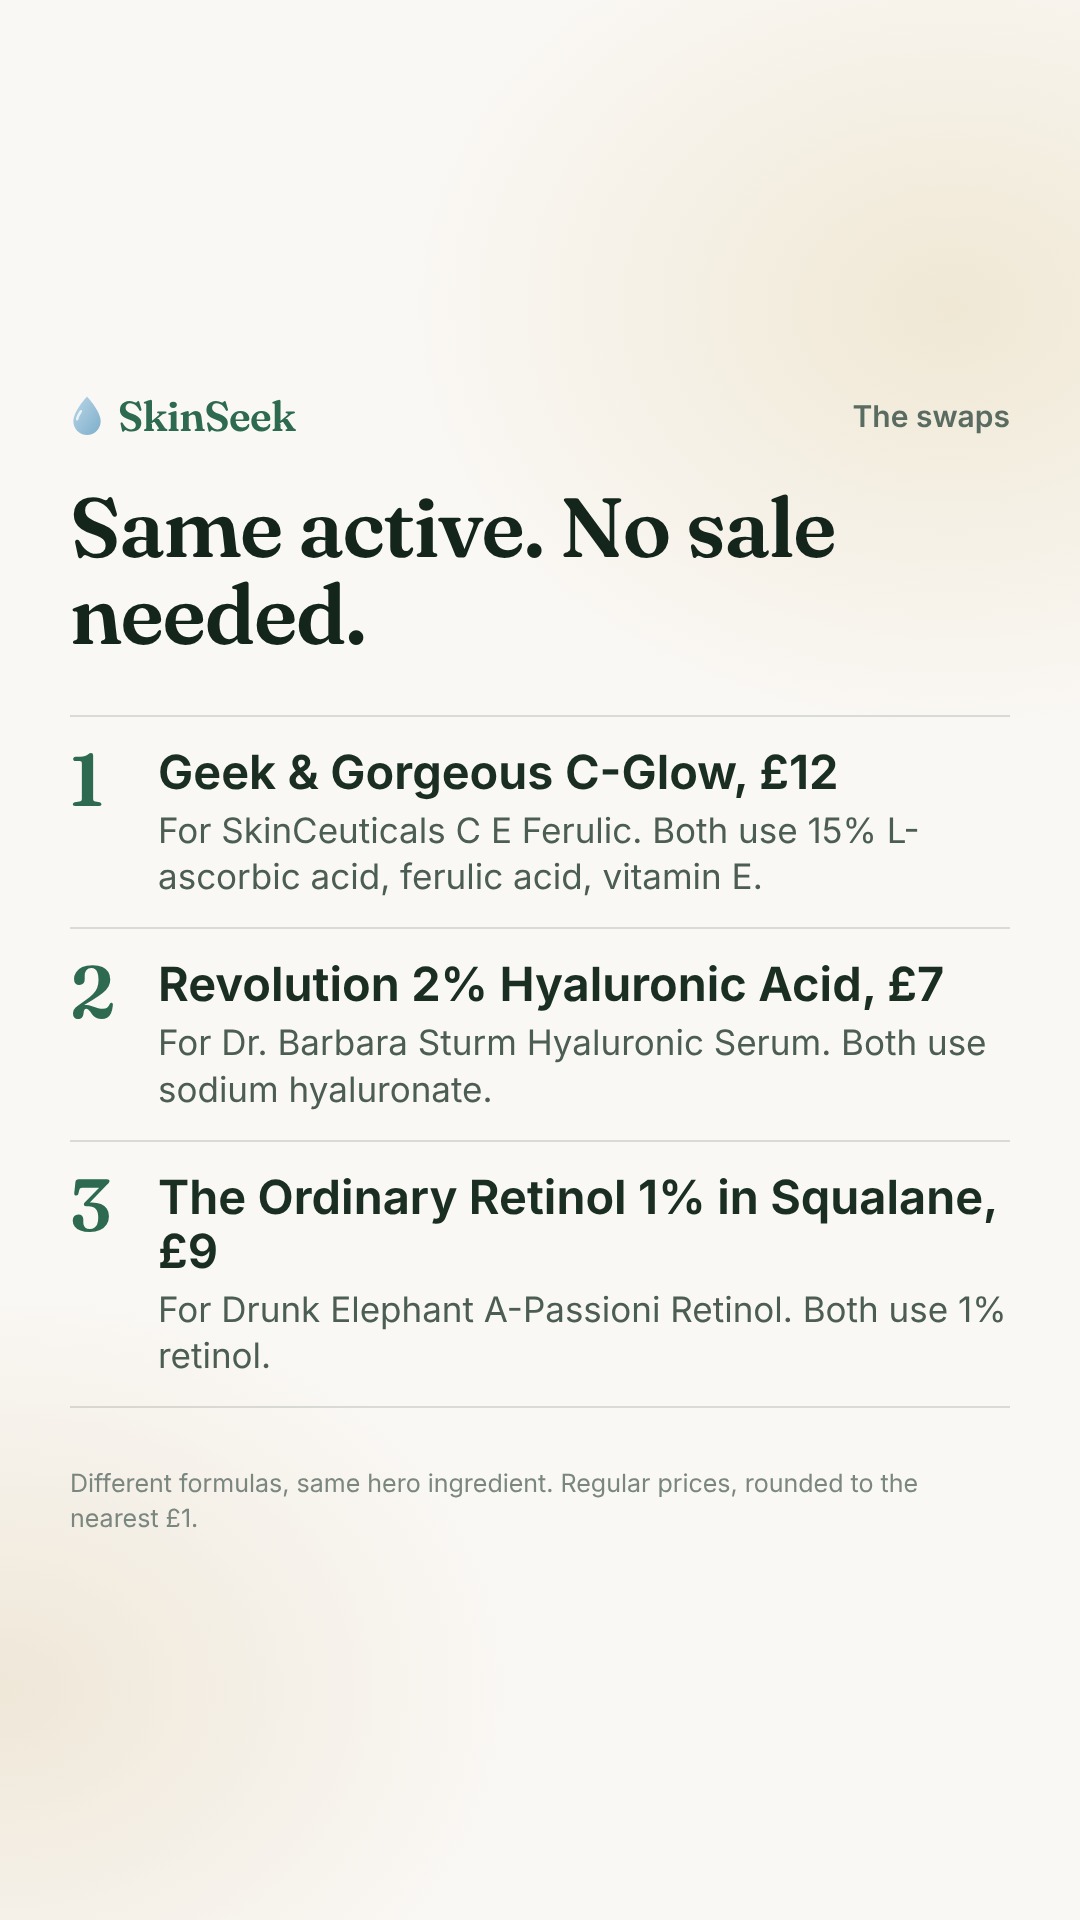 SkinSeek
The swaps
Same active. No sale
needed.
1
Geek & Gorgeous C-Glow, £12
For SkinCeuticals C E Ferulic. Both use 15% L-
ascorbic acid, ferulic acid, vitamin E.
2
Revolution 2% Hyaluronic Acid, £7
For Dr. Barbara Sturm Hyaluronic Serum. Both use
sodium hyaluronate.
3
The Ordinary Retinol 1% in Squalane,
£9
For Drunk Elephant A-Passioni Retinol. Both use 1%
retinol.
Different formulas, same hero ingredient. Regular prices, rounded to the
nearest £1.